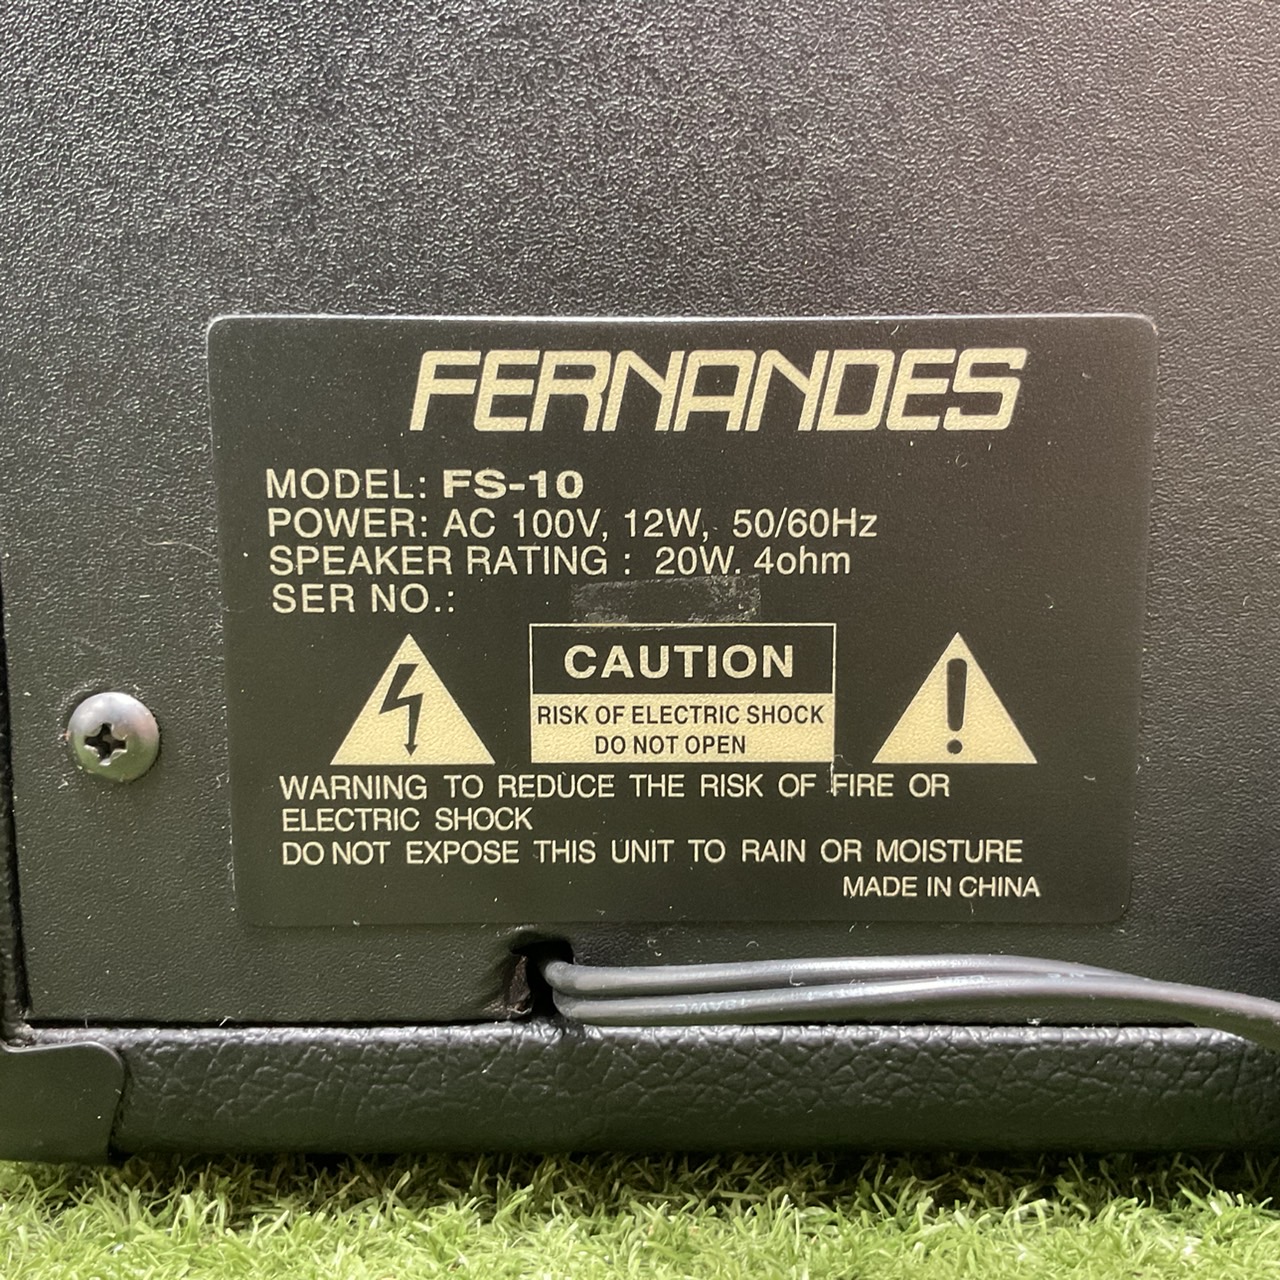 FERNANDES
MODEL: FS-10
POWER: AC 100V, 12W, 50/60Hz
SPEAKER RATING : 20W. 4ohm
SER NO.:
CAUTION
RISK OF ELECTRIC SHOCK
DO NOT OPEN
WARNING TO REDUCE THE RISK OF FIRE OR
ELECTRIC SHOCK
DO NOT EXPOSE THIS UNIT TO RAIN OR MOISTURE
MADE IN CHINA